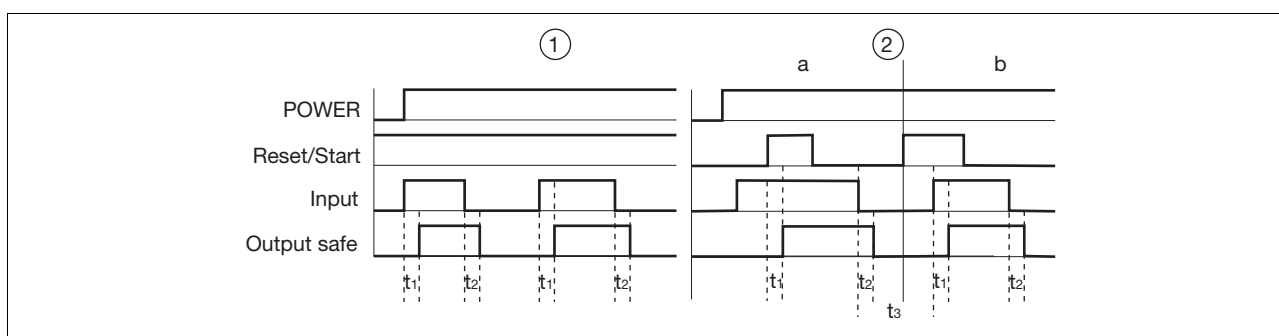 ① ②
a b
POWER
Reset/Start
Input
Output safe
t1 t2 t1 t2 t1 t2 t1 t2
t3